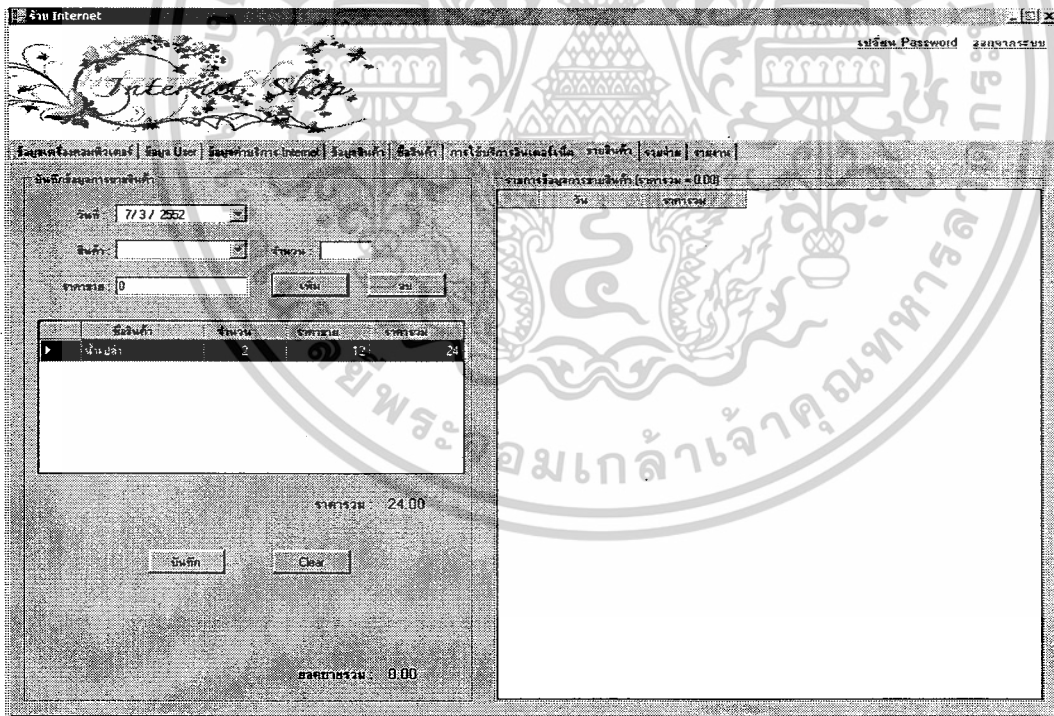 ร้าน Internet
เปลี่ยน Password ออกจากระบบ
Internet Shop
ข้อมูลเครื่องคอมพิวเตอร์ ข้อมูล User ข้อมูลค่าบริการ Internet ข้อมูลสินค้า ซื้อสินค้า การใช้บริการอินเตอร์เน็ต ขายสินค้า รายจ่าย รายงาน
บันทึกข้อมูลการขายสินค้า
วันที่ : 7/ 3 / 2552
สินค้า : จำนวน :
ราคาขาย : 0 เพิ่ม ลบ
ชื่อสินค้า จำนวน ราคาขาย ราคารวม
น้ำเปล่า 2 12 24
ราคารวม : 24.00
บันทึก Clear
ยอดขายรวม : 0.00
รายการข้อมูลการขายสินค้า (ราคารวม = 0.00)
วัน ราคารวม